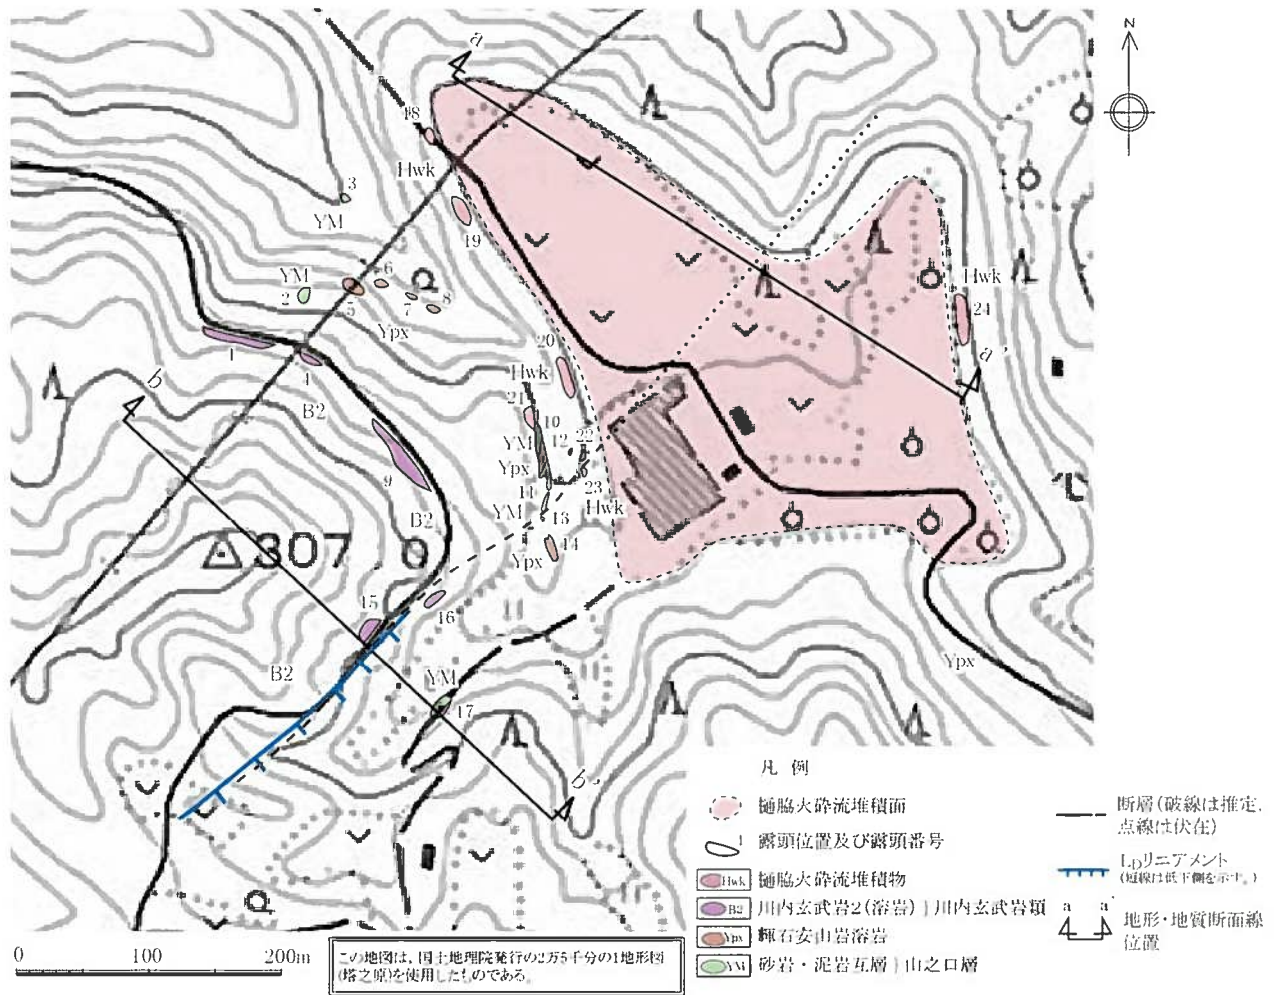 N
a
18
Hwk
3
YM
19
6
YM
2
5
7
8
Ypx
Hwk
24
1
20
a'
4
Hwk
b
B2
21
10
YM
12
22
Ypx
9
11
23
Hwk
B2
YM
13
307
14
Ypx
15
16
B2
YM
17
Ypx
b'
凡 例
樋脇火砕流堆積面
1 露頭位置及び露頭番号
Hwk 樋脇火砕流堆積物
B2 川内玄武岩2(溶岩) } 川内玄武岩類
Ypx 輝石安山岩溶岩
YM 砂岩・泥岩互層 } 山之口層
断層(破線は推定,
点線は伏在)
LDリニアメント
(短線は低下側を示す。)
a a'
地形・地質断面線
位置
0 100 200m
この地図は、国土地理院発行の2万5千分の1地形図
(塔之原)を使用したものである。